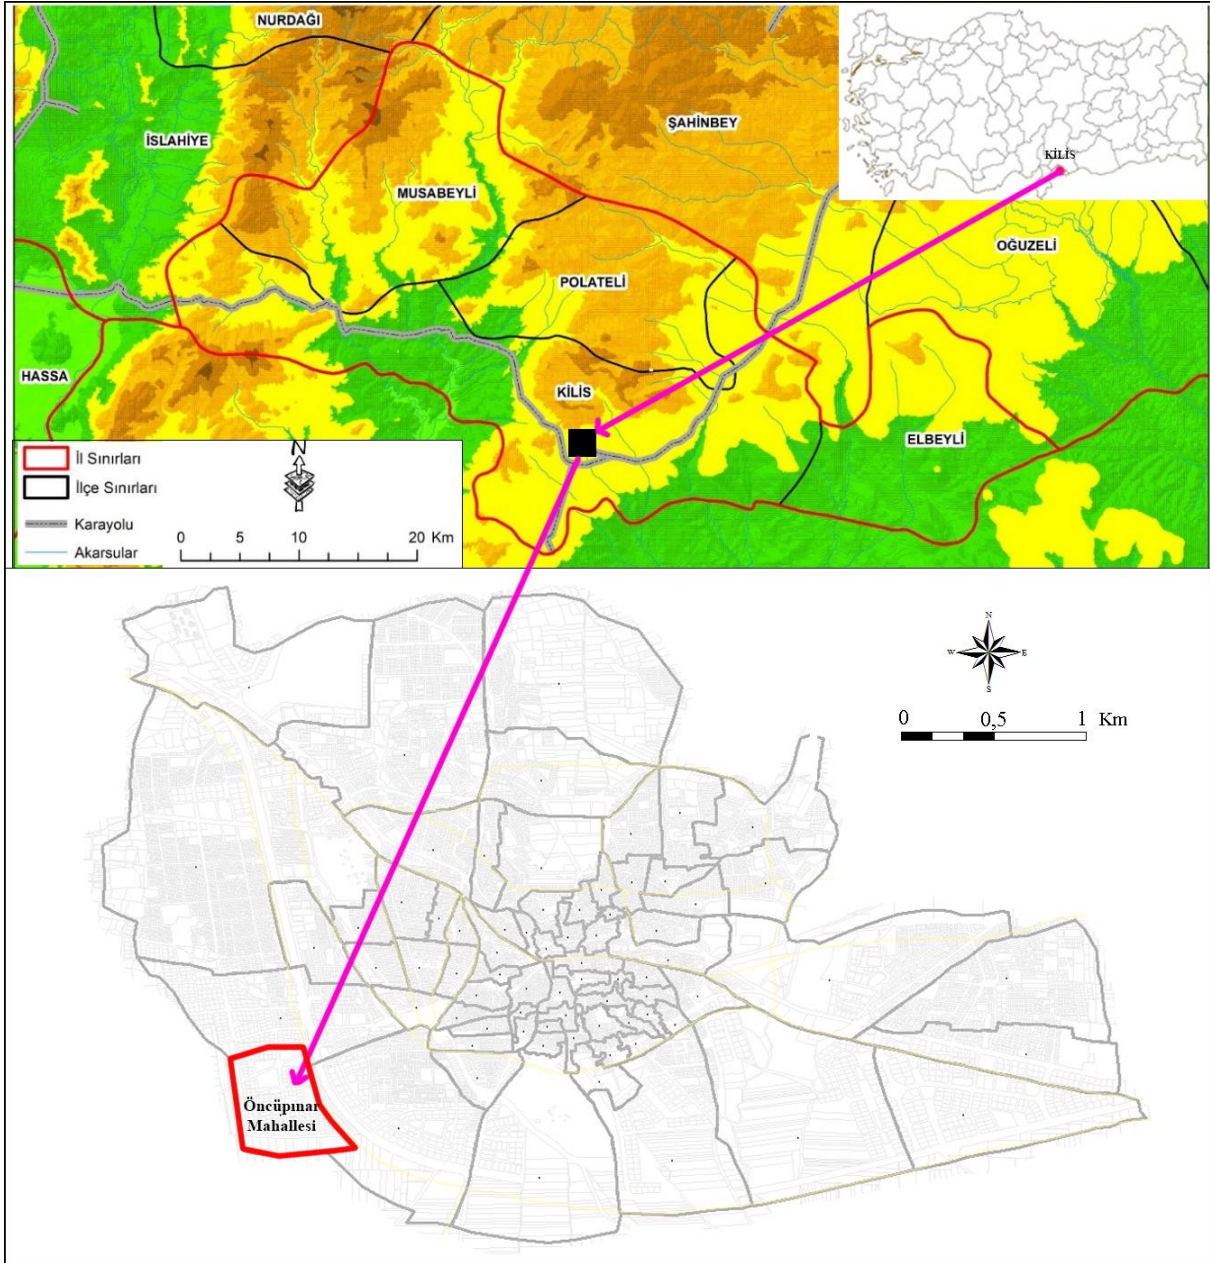 NURDAĞI
İSLAHİYE
ŞAHİNBEY
KİLİS
MUSABEYLİ
OĞUZELİ
POLATELİ
HASSA
KİLİS
ELBEYLİ
İl Sınırları
İlçe Sınırları
Karayolu
Akarsular
N
0 5 10 20 Km
N
W E
S
0 0,5 1 Km
Öncüpınar
Mahallesi